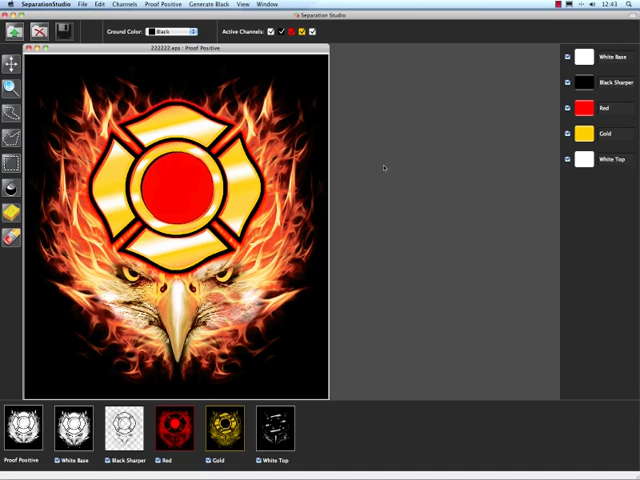 SeparationStudio File Edit Channels Proof Positive Generate Black View Window 12:43
Separation Studio
Ground Color: Black Active Channels:
222222.eps : Proof Positive
White Base
Black Sharper
Red
Gold
White Top
Proof Positive White Base Black Sharper Red Gold White Top